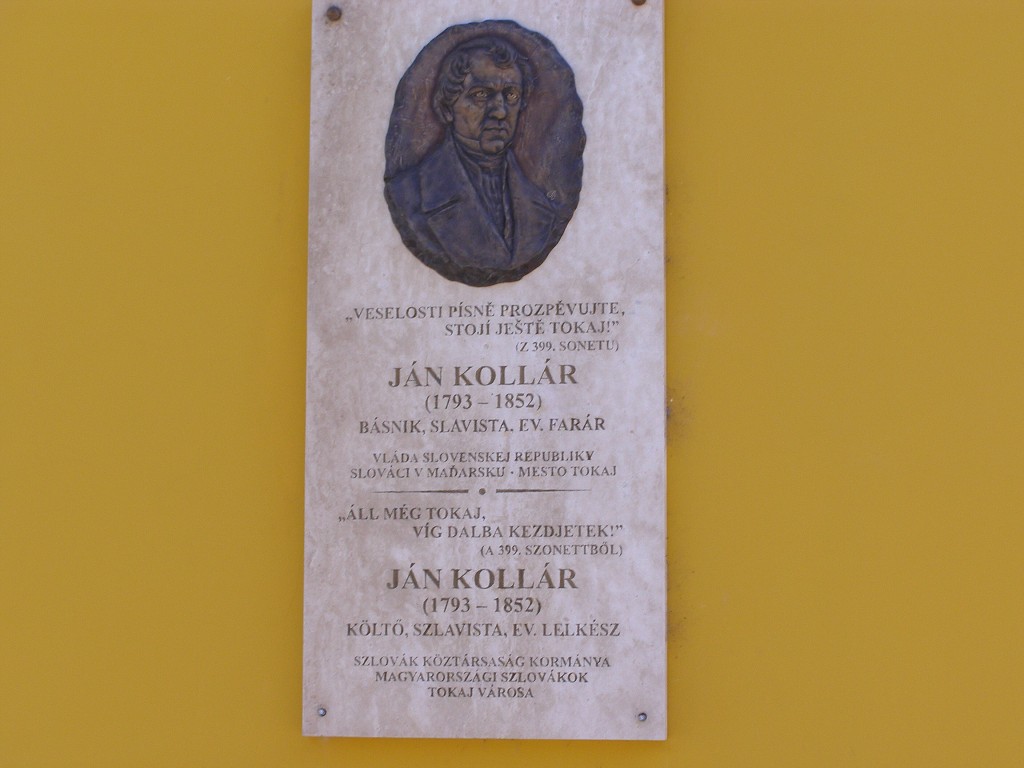 „VESELOSTI PÍSNĚ PROZPĚVUJTE,
STOJÍ JEŠTĚ TOKAJ!”
(Z 399. SONETU)
JÁN KOLLÁR
(1793 – 1852)
BÁSNIK, SLAVISTA. EV. FARÁR
VLÁDA SLOVENSKEJ REPUBLIKY
SLOVÁCI V MAĎARSKU · MESTO TOKAJ
„ÁLL MÉG TOKAJ,
VÍG DALBA KEZDJETEK!”
(A 399. SZONETTBŐL)
JÁN KOLLÁR
(1793 – 1852)
KÖLTŐ, SZLAVISTA, EV. LELKÉSZ
SZLOVÁK KÖZTÁRSASÁG KORMÁNYA
MAGYARORSZÁGI SZLOVÁKOK
TOKAJ VÁROSA